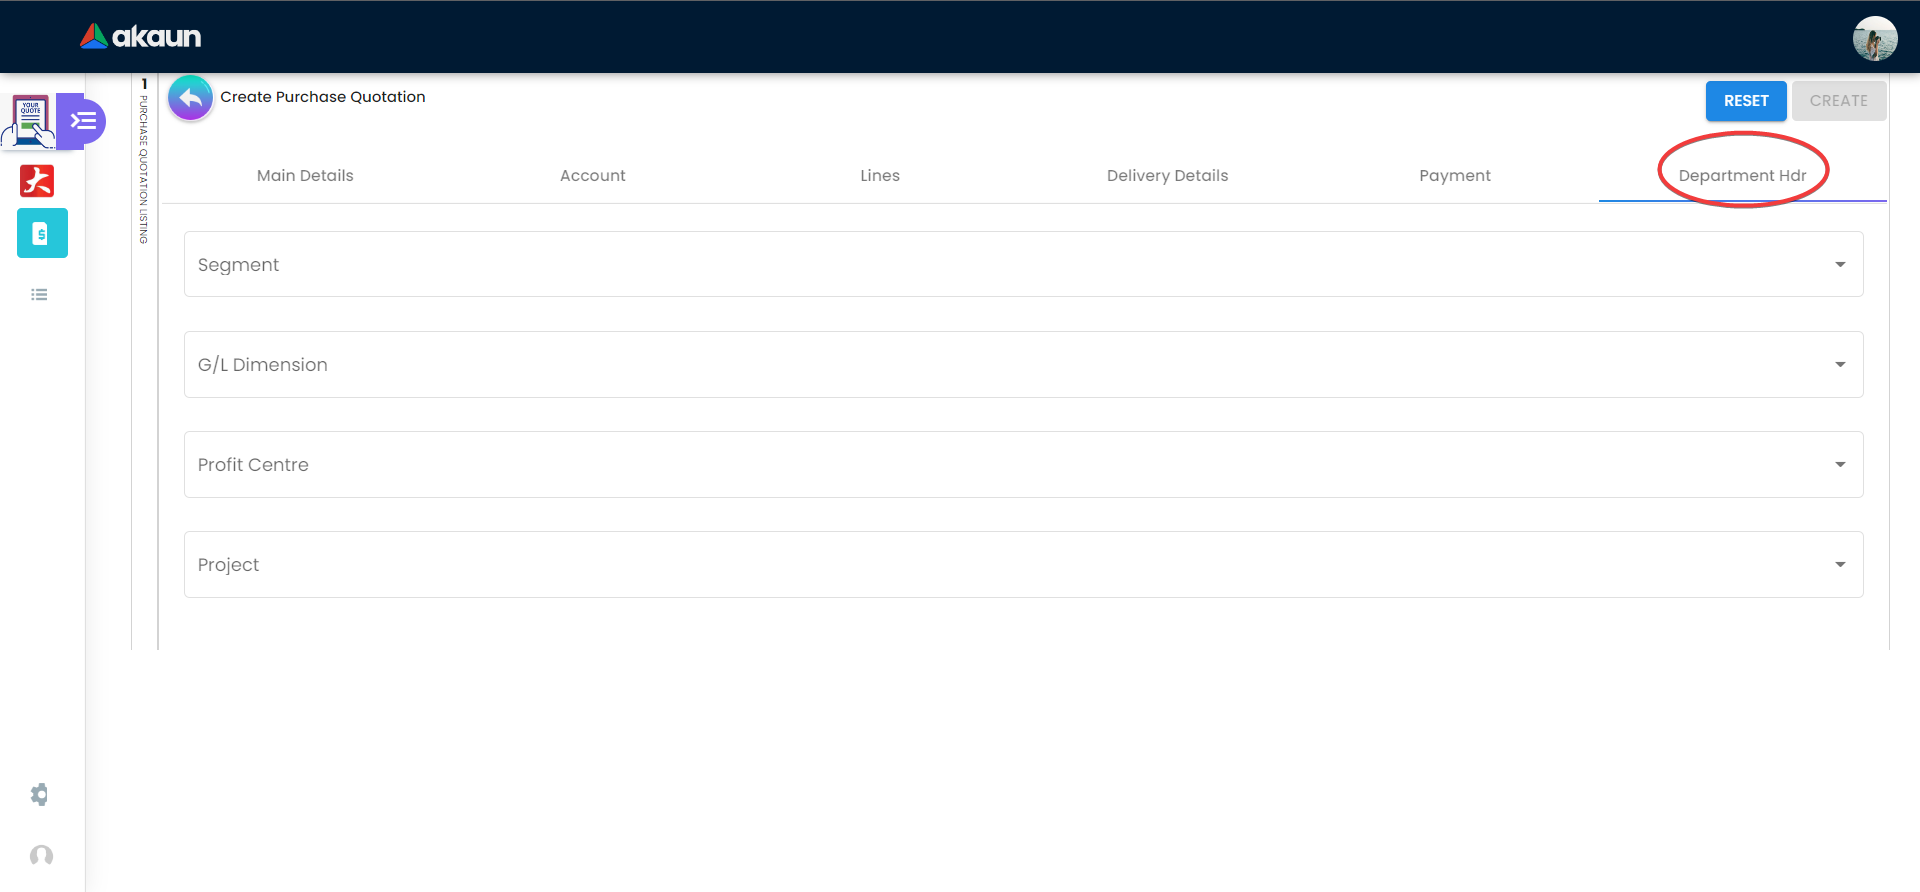 akaun
YOUR
QUOTE
1
PURCHASE QUOTATION LISTING
Create Purchase Quotation
RESET
CREATE
Main Details
Account
Lines
Delivery Details
Payment
Department Hdr
Segment
G/L Dimension
Profit Centre
Project